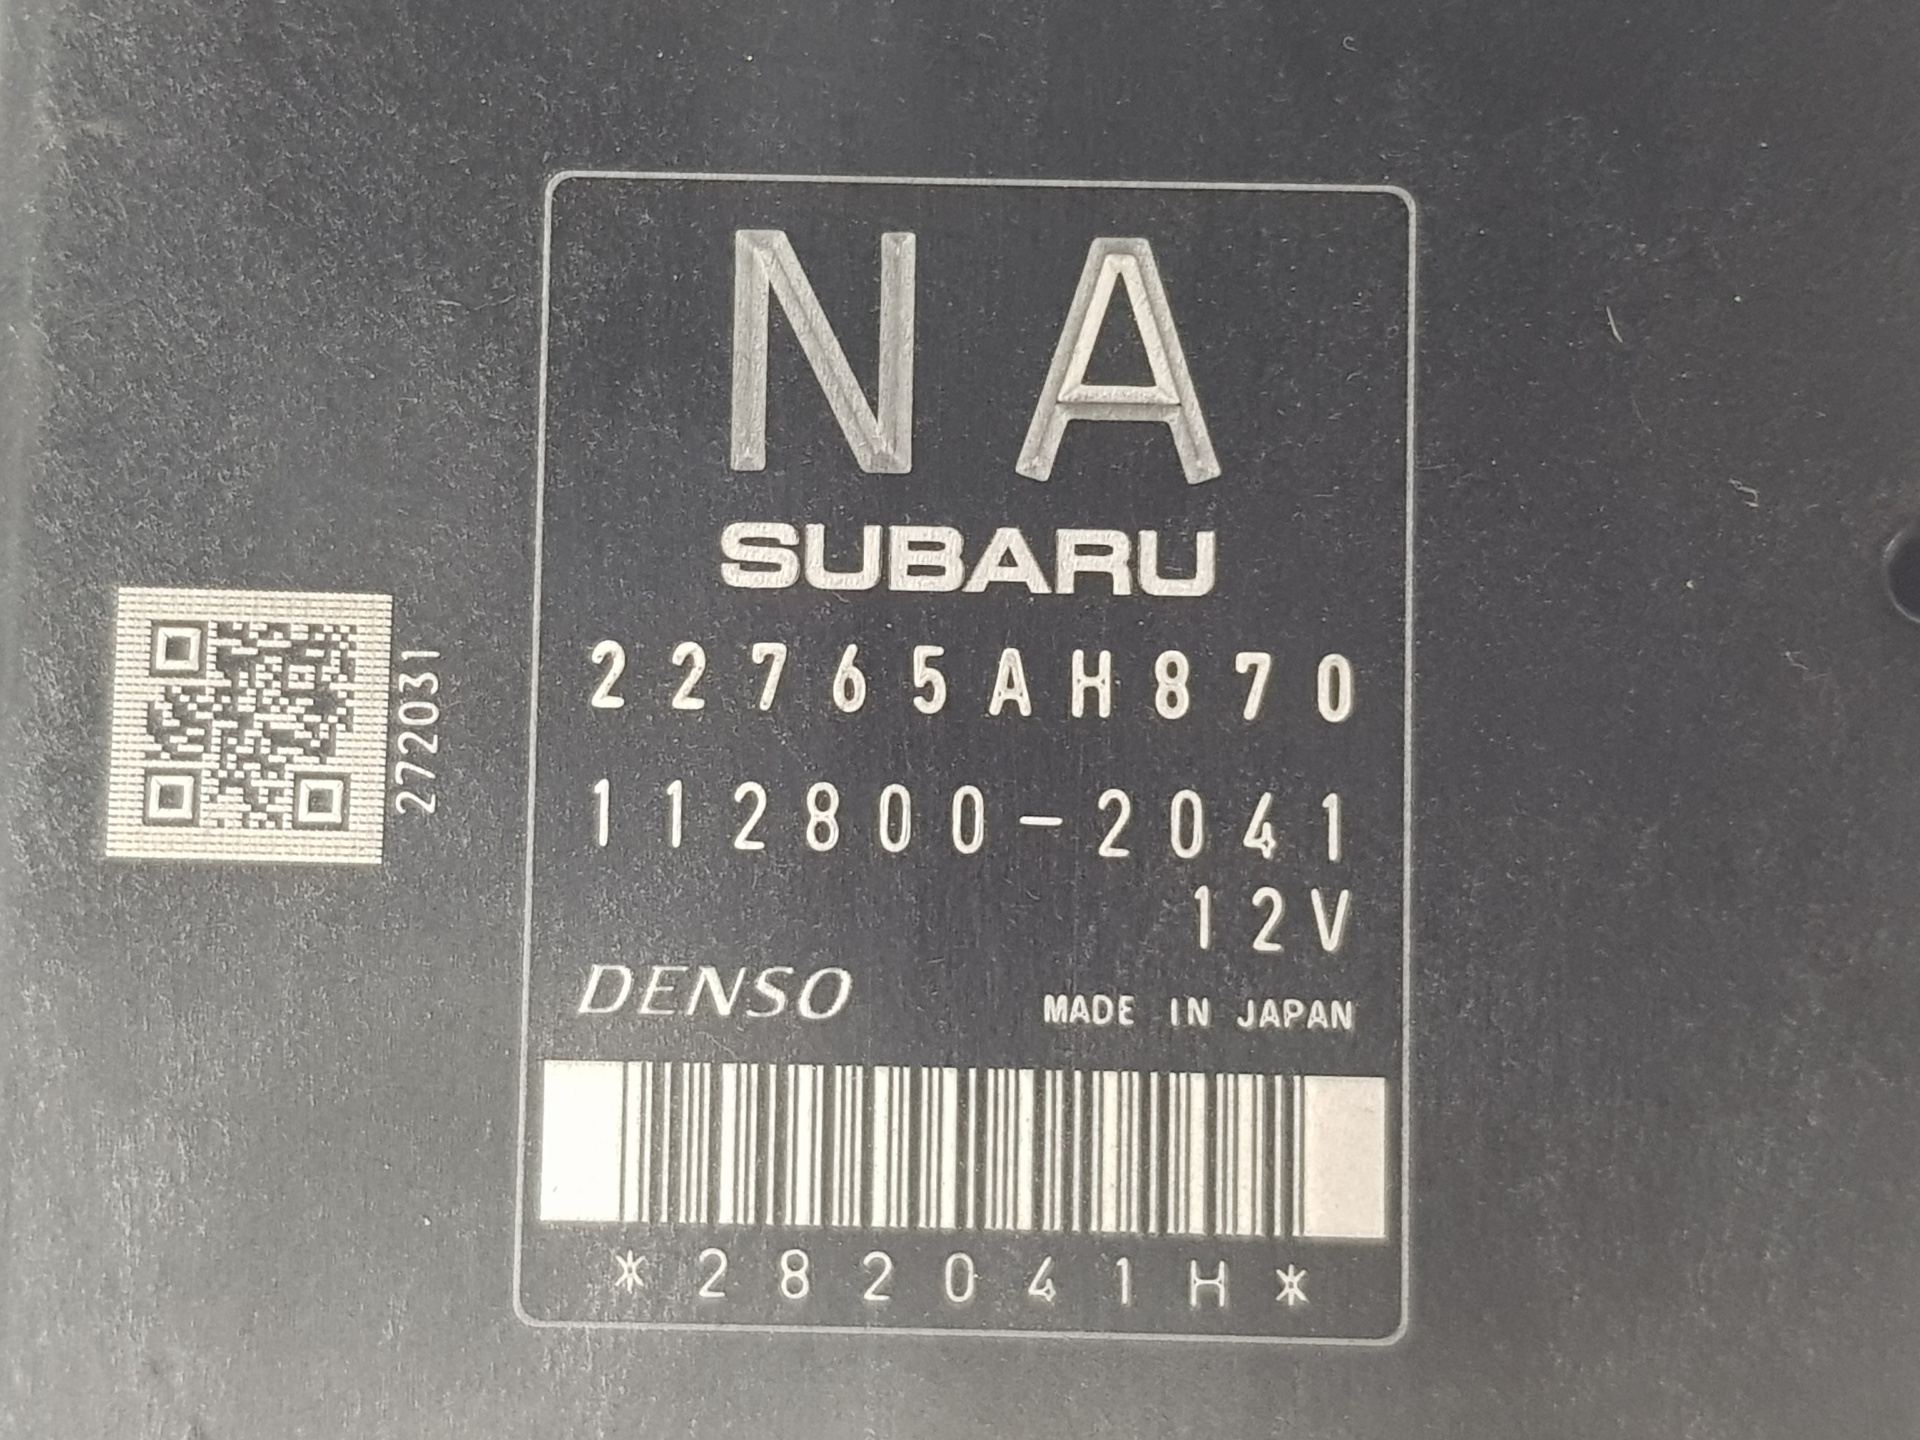 NA
SUBARU
22765AH870
112800-2041
12V
DENSO
MADE IN JAPAN
*282041H*
272031